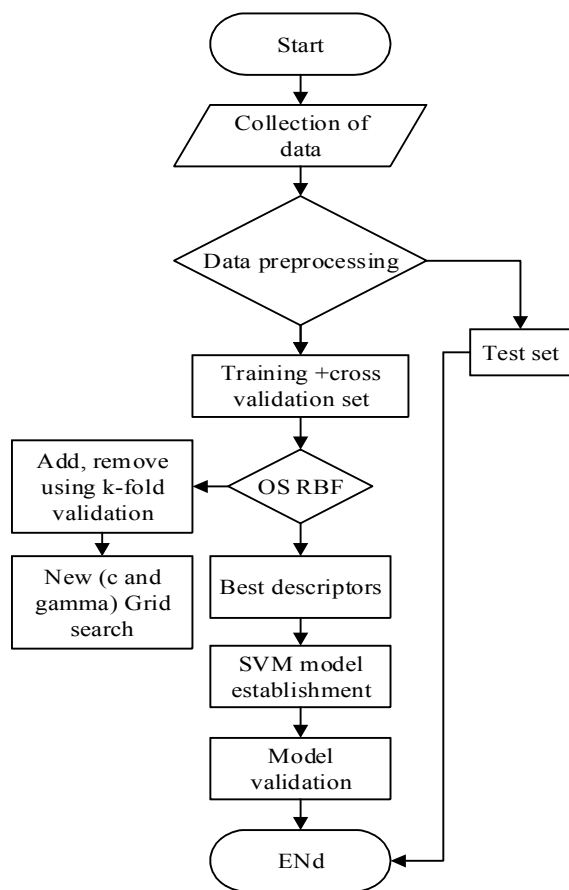 Start
Collection of
data
Data preprocessing
Test set
Training +cross
validation set
Add, remove
using k-fold
validation
OS RBF
New (c and
gamma) Grid
search
Best descriptors
SVM model
establishment
Model
validation
ENd